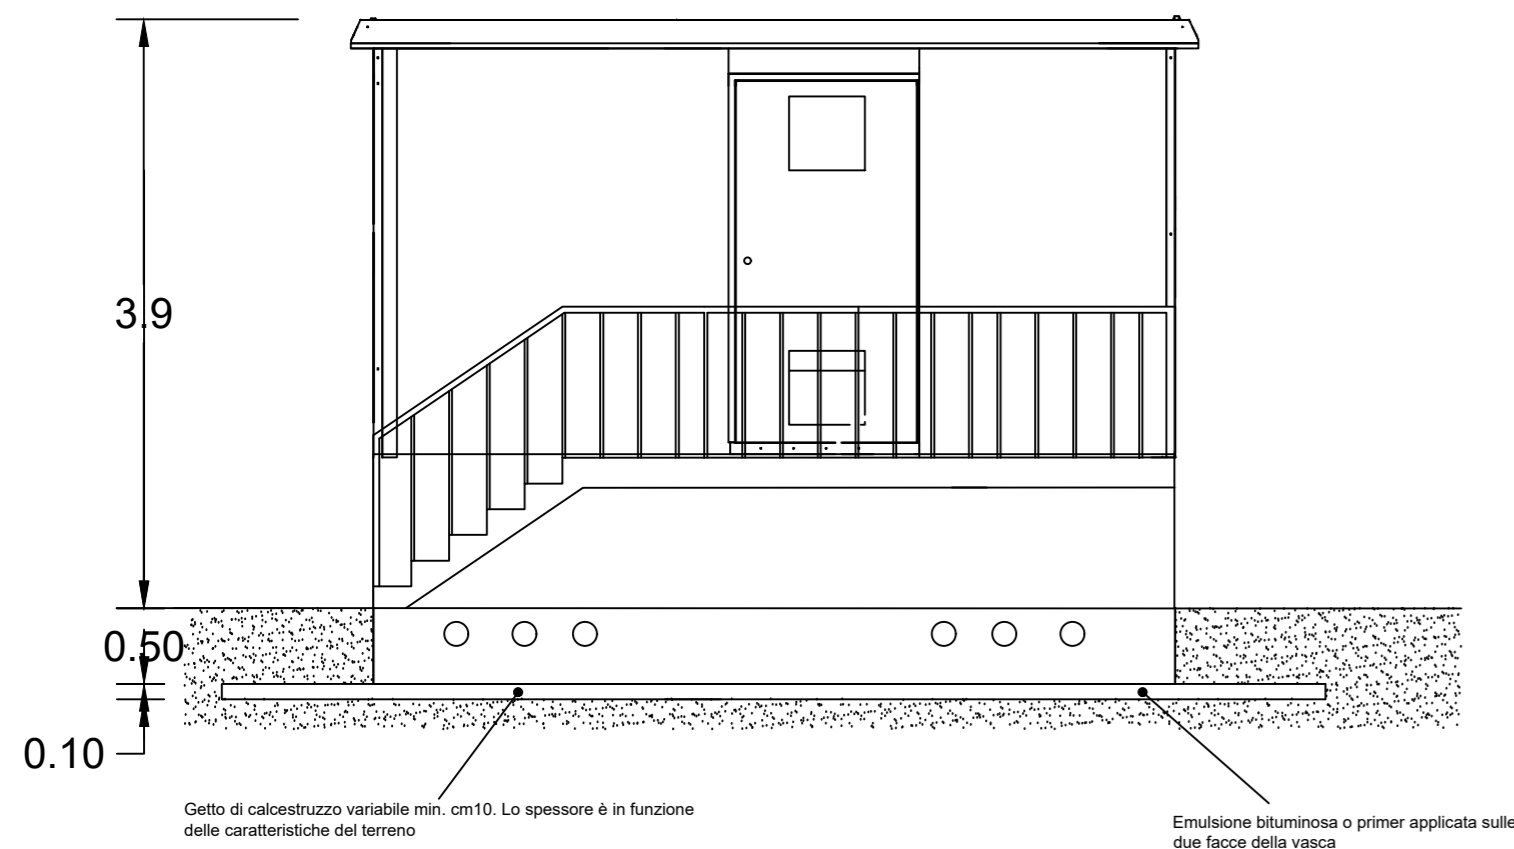 3.9
0.50
0.10
Getto di calcestruzzo variabile min. cm10. Lo spessore è in funzione
delle caratteristiche del terreno
Emulsione bituminosa o primer applicata sulle
due facce della vasca